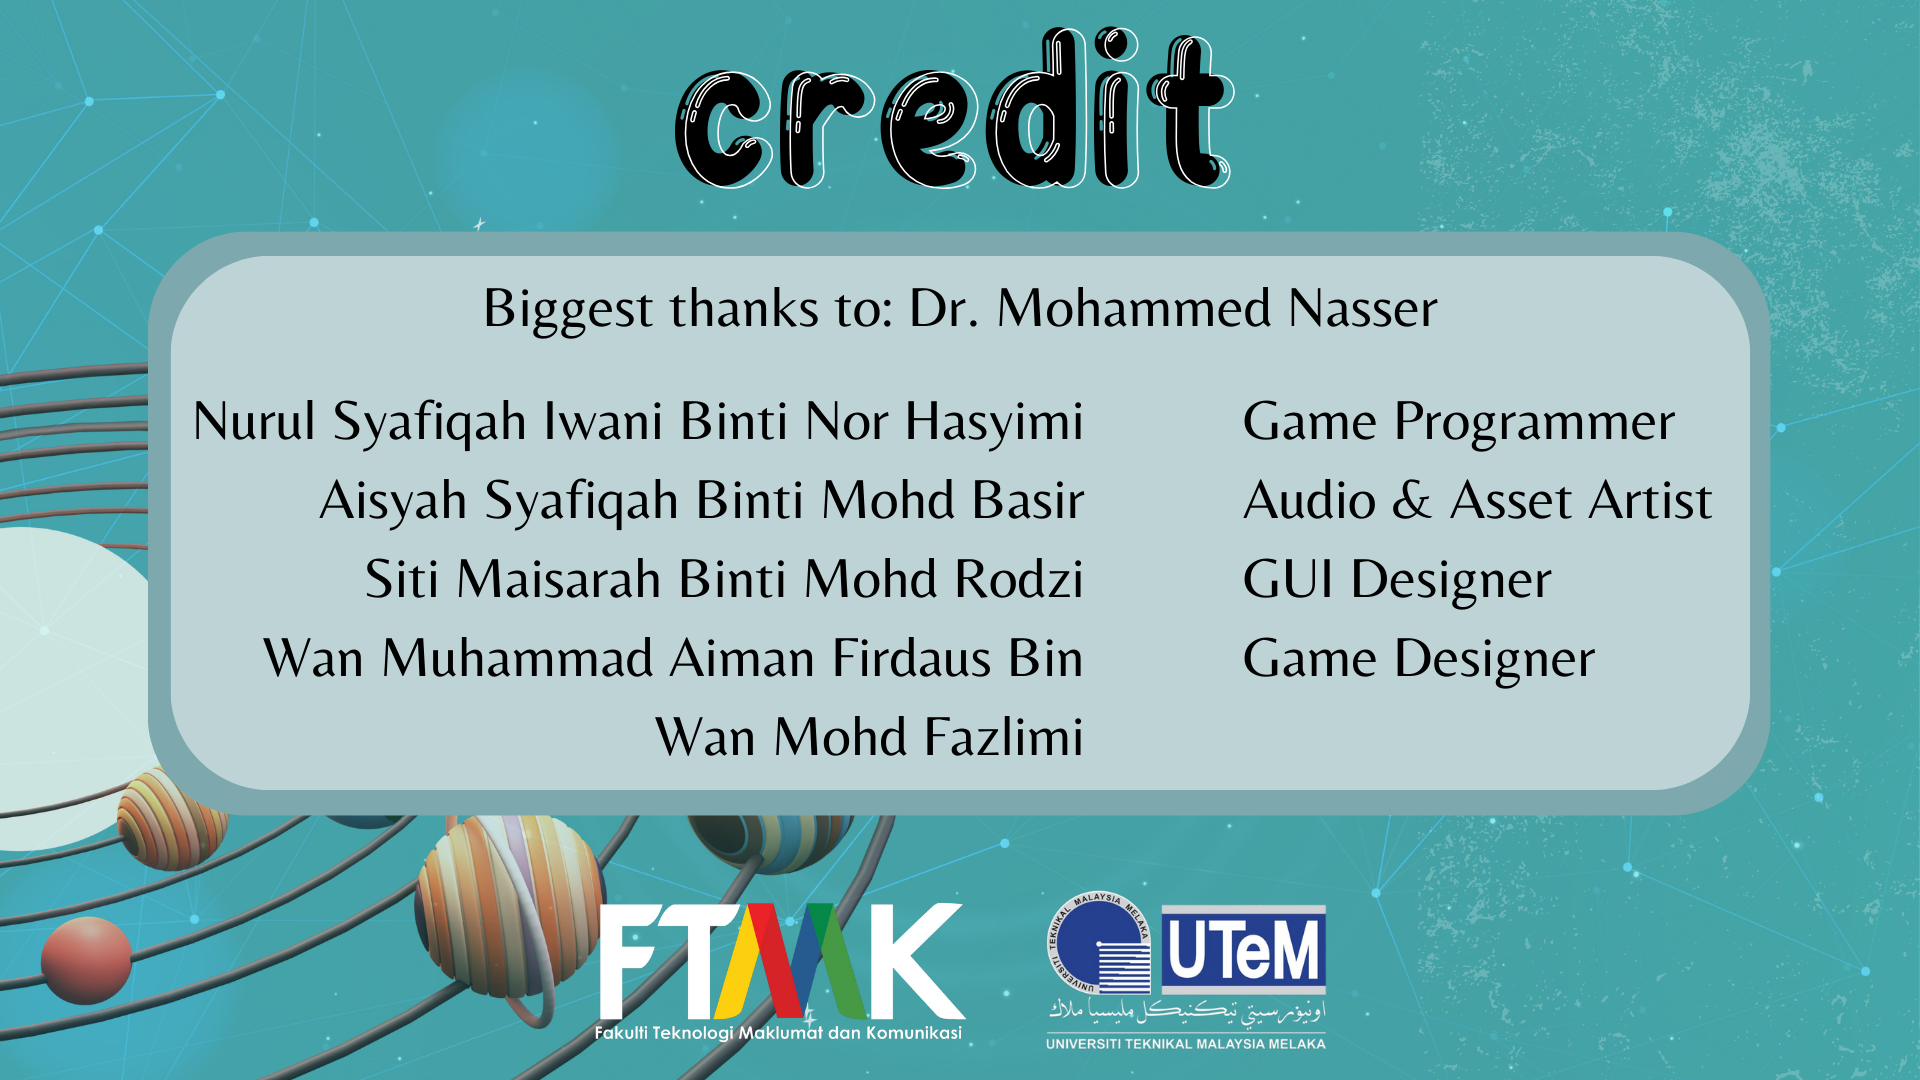 credit
Biggest thanks to: Dr. Mohammed Nasser
Nurul Syafiqah Iwani Binti Nor Hasyimi Game Programmer
Aisyah Syafiqah Binti Mohd Basir Audio & Asset Artist
Siti Maisarah Binti Mohd Rodzi GUI Designer
Wan Muhammad Aiman Firdaus Bin Game Designer
Wan Mohd Fazlimi
FTMK
Fakulti Teknologi Maklumat dan Komunikasi
UNIVERSITI TEKNIKAL MALAYSIA MELAKA
UTeM
اونيۏرسيتي تيكنيكل مليسيا ملاك
UNIVERSITI TEKNIKAL MALAYSIA MELAKA